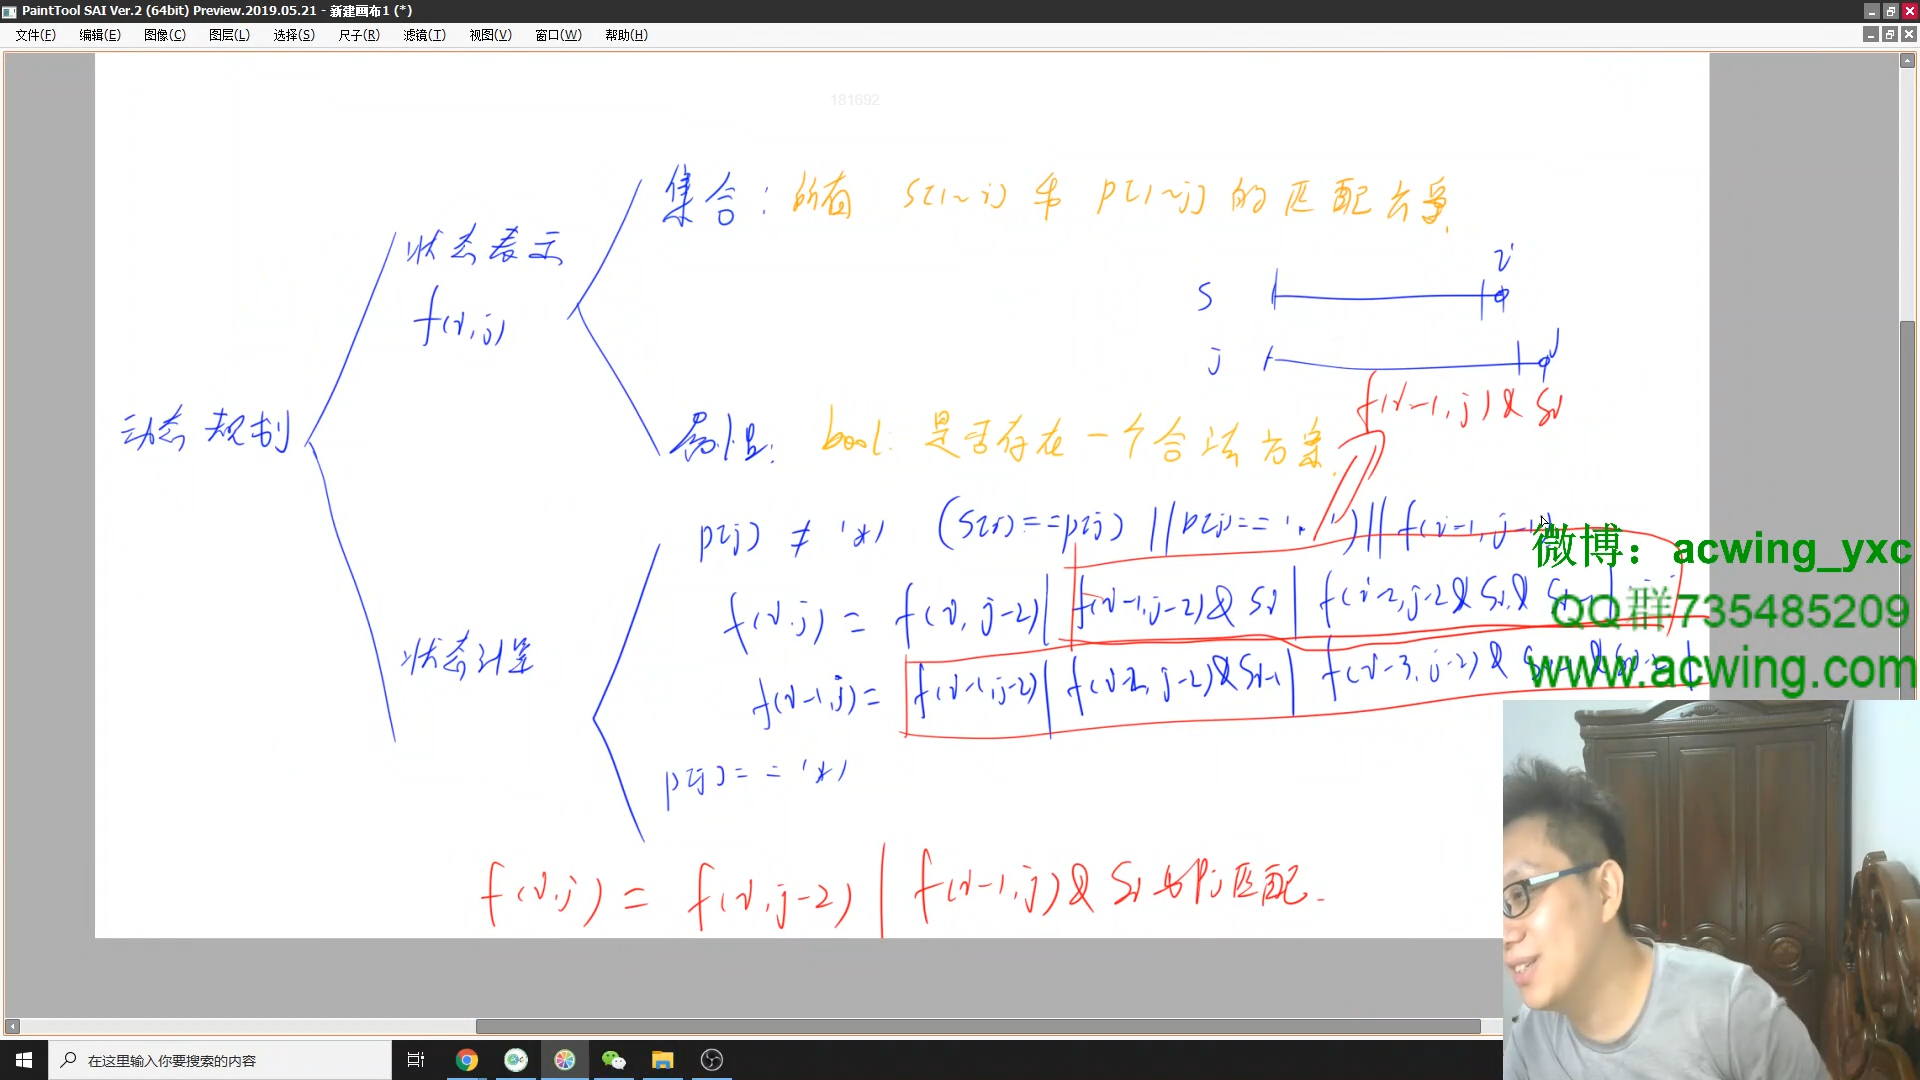 PaintTool SAI Ver.2 (64bit) Preview.2019.05.21 - 新建画布1 (*)
文件(F) 编辑(E) 图像(C) 图层(L) 选择(S) 尺子(R) 滤镜(T) 视图(V) 窗口(W) 帮助(H)
181692
集合: 所有 s[1~i] 和 p[1~j] 的匹配方案
状态表示
f(i,j)
S
i
j
j
f(i-1,j) & Si
动态规划
属性: bool: 是否存在一个合法方案.
p[j] ≠ '*' (s[i]==p[j] || p[j]=='.') || f(i-1,j-1)
微博: acwing_yxc
f(i,j) = f(i,j-2) | f(i-1,j-2)& Si | f(i-2,j-2 & Si & Si-1
QQ群735485209
状态计算
f(i-1,j) = f(i-1,j-2) | f(i-2,j-2)& Si-1 | f(i-3,j-2) &
www.acwing.com
p[j] == '*'
f(i,j) = f(i,j-2) | f(i-1,j)& Si与Pj匹配.
在这里输入你要搜索的内容